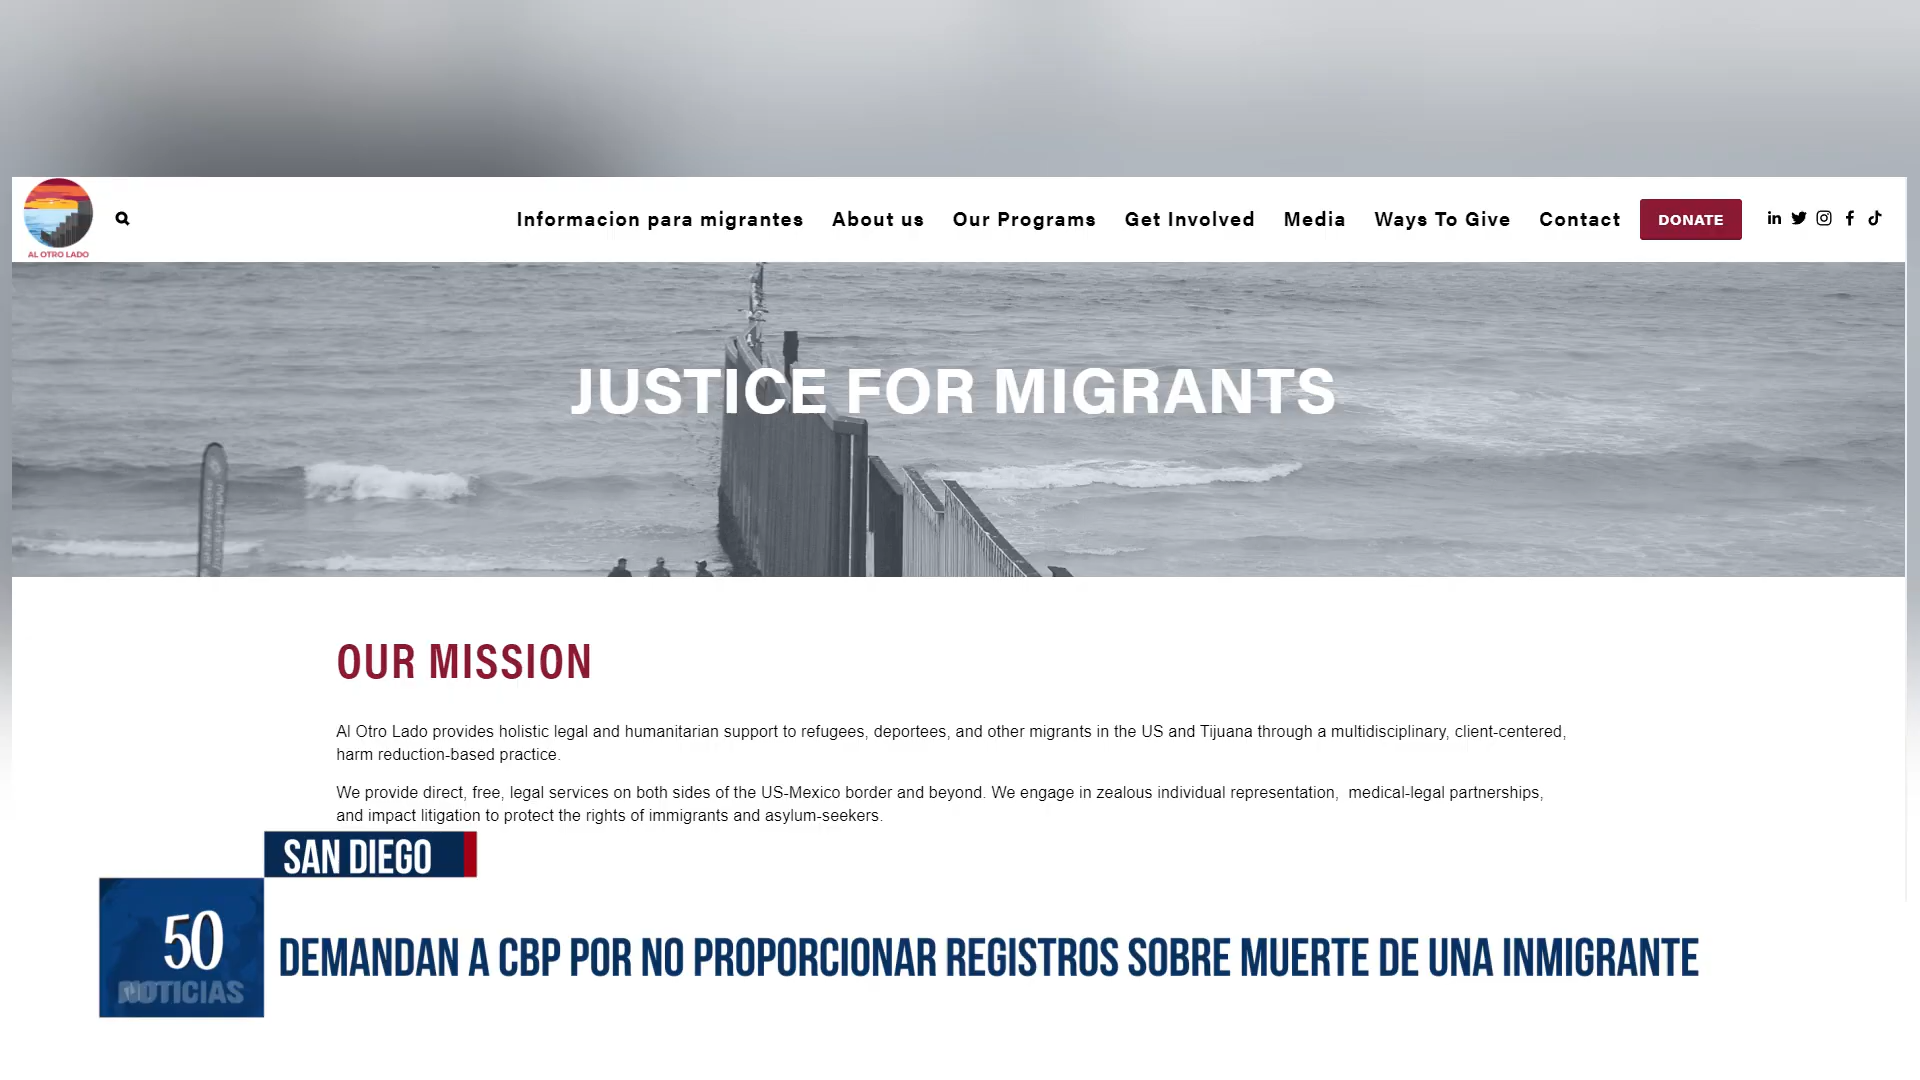 AL OTRO LADO
Informacion para migrantes About us Our Programs Get Involved Media Ways To Give Contact DONATE
JUSTICE FOR MIGRANTS
OUR MISSION
Al Otro Lado provides holistic legal and humanitarian support to refugees, deportees, and other migrants in the US and Tijuana through a multidisciplinary, client-centered,
harm reduction-based practice.
We provide direct, free, legal services on both sides of the US-Mexico border and beyond. We engage in zealous individual representation, medical-legal partnerships,
and impact litigation to protect the rights of immigrants and asylum-seekers.
SAN DIEGO
50
NOTICIAS
DEMANDAN A CBP POR NO PROPORCIONAR REGISTROS SOBRE MUERTE DE UNA INMIGRANTE